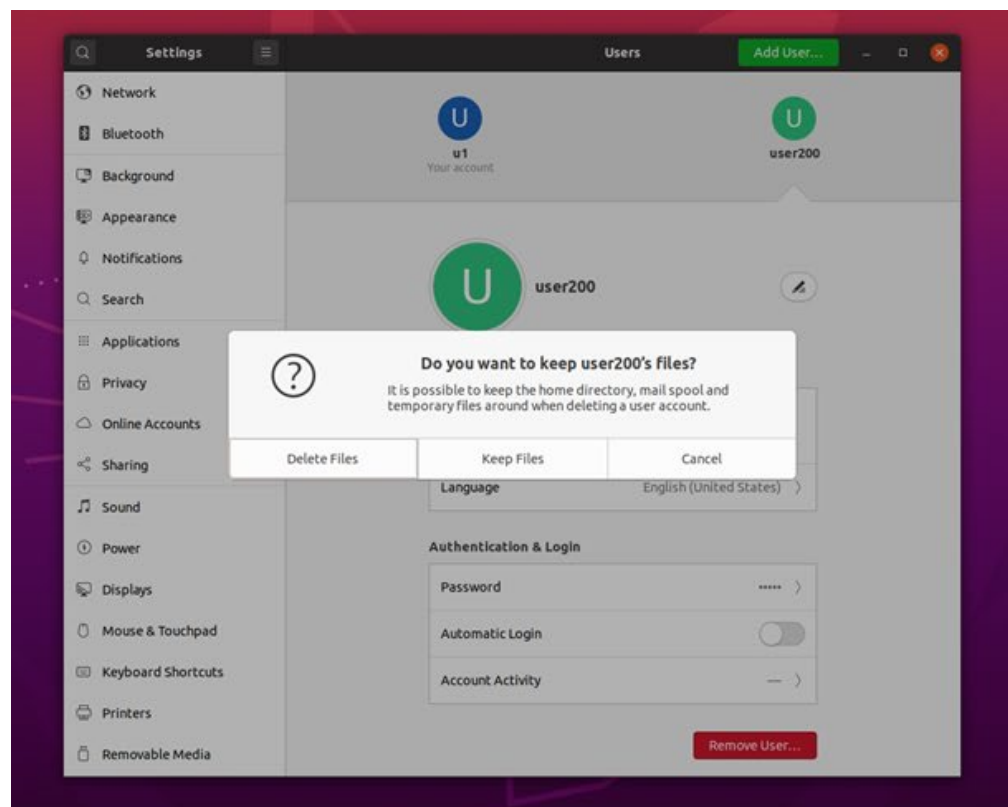 Settings
Users
Add User...
Network
Bluetooth
Background
Appearance
Notifications
Search
Applications
Privacy
Online Accounts
Sharing
Sound
Power
Displays
Mouse & Touchpad
Keyboard Shortcuts
Printers
Removable Media
U
u1
Your account
U
user200
U
user200
Do you want to keep user200's files?
It is possible to keep the home directory, mail spool and
temporary files around when deleting a user account.
Delete Files
Keep Files
Cancel
Language
English (United States)
Authentication & Login
Password
•••••
Automatic Login
Account Activity
—
Remove User...